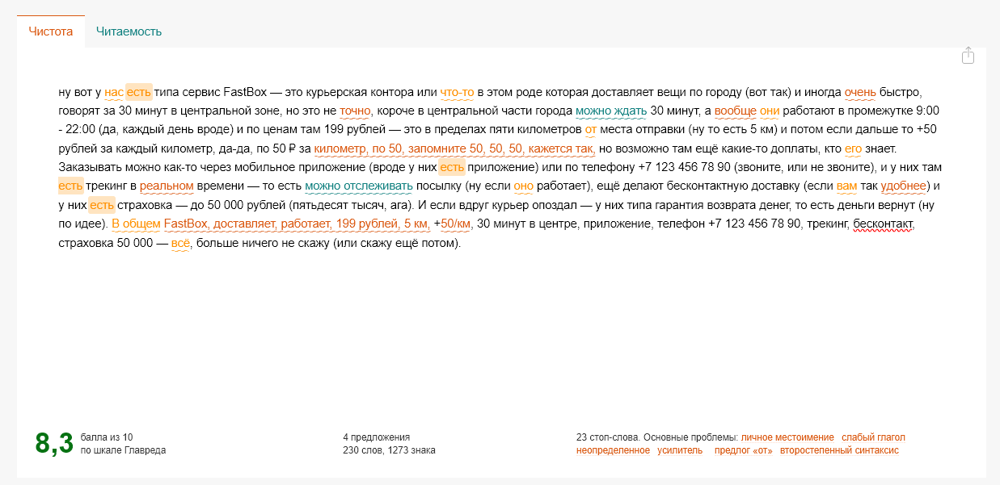 Чистота Читаемость
ну вот у нас есть типа сервис FastBox — это курьерская контора или что-то в этом роде которая доставляет вещи по городу (вот так) и иногда очень быстро,
говорят за 30 минут в центральной зоне, но это не точно, короче в центральной части города можно ждать 30 минут, а вообще они работают в промежутке 9:00
- 22:00 (да, каждый день вроде) и по ценам там 199 рублей — это в пределах пяти километров от места отправки (ну то есть 5 км) и потом если дальше то +50
рублей за каждый километр, да-да, по 50 ₽ за километр, по 50, запомните 50, 50, 50, кажется так, но возможно там ещё какие-то доплаты, кто его знает.
Заказывать можно как-то через мобильное приложение (вроде у них есть приложение) или по телефону +7 123 456 78 90 (звоните, или не звоните), и у них там
есть трекинг в реальном времени — то есть можно отслеживать посылку (ну если оно работает), ещё делают бесконтактную доставку (если вам так удобнее) и
у них есть страховка — до 50 000 рублей (пятьдесят тысяч, ага). И если вдруг курьер опоздал — у них типа гарантия возврата денег, то есть деньги вернут (ну
по идее). В общем FastBox, доставляет, работает, 199 рублей, 5 км, +50/км, 30 минут в центре, приложение, телефон +7 123 456 78 90, трекинг, бесконтакт,
страховка 50 000 — всё, больше ничего не скажу (или скажу ещё потом).
8,3 балла из 10
по шкале Главреда
4 предложения
230 слов, 1273 знака
23 стоп-слова. Основные проблемы: личное местоимение слабый глагол
неопределенное усилитель предлог «от» второстепенный синтаксис